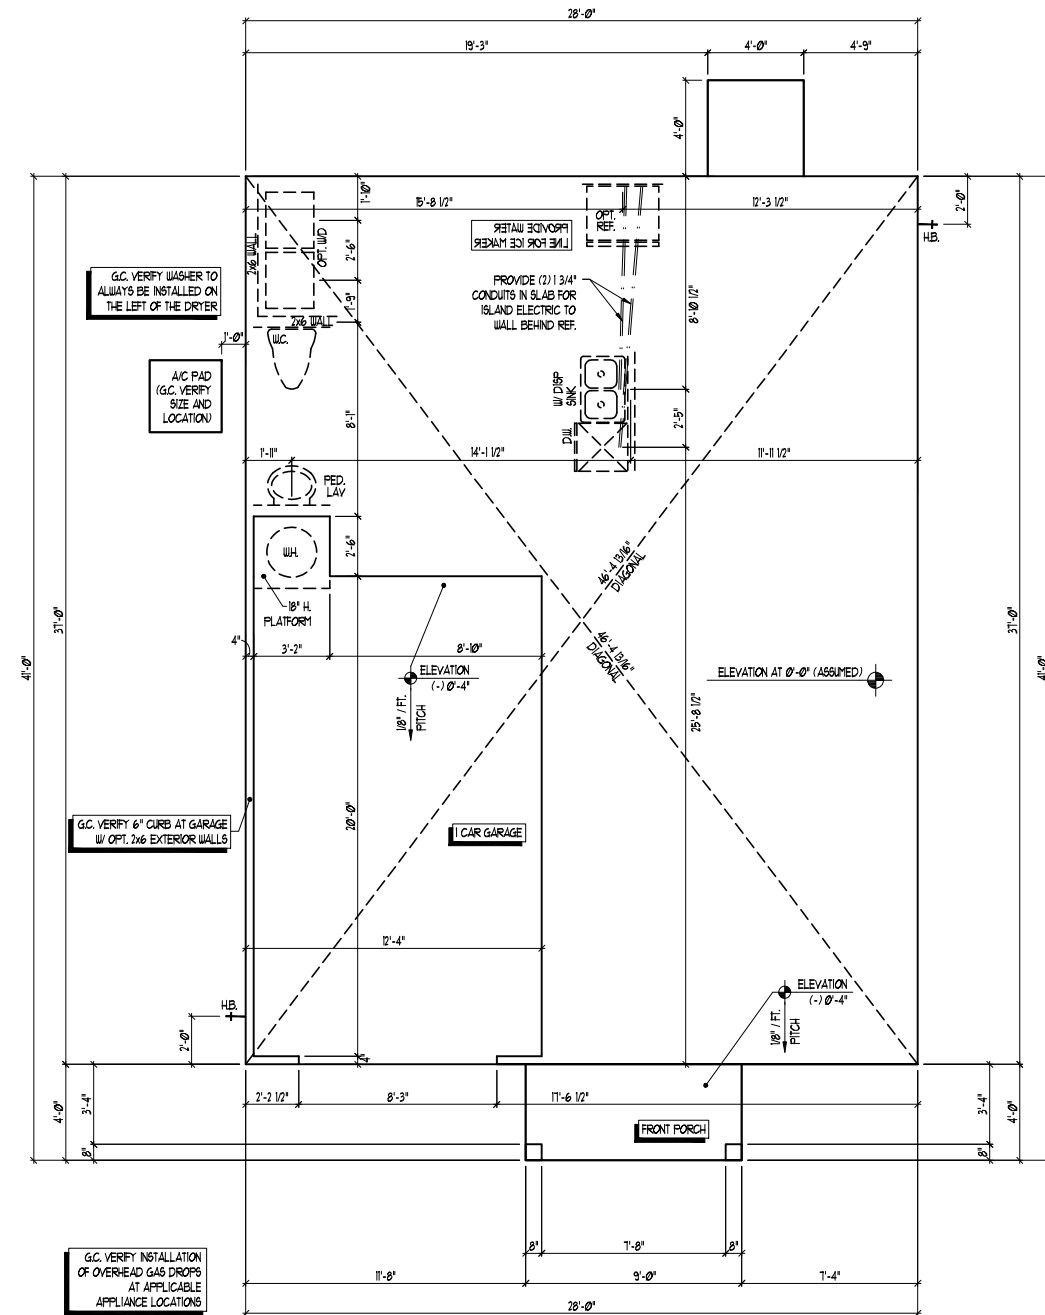 28'-0"
19'-3"
4'-0"
4'-9"
4'-0"
1'-10"
15'-8 1/2"
12'-3 1/2"
2'-0"
H.B.
OPT.
REF.
PROVIDE WATER
LINE FOR ICE MAKER
2x6 WALL
OPT. W/D
2'-6"
G.C. VERIFY WASHER TO
ALWAYS BE INSTALLED ON
THE LEFT OF THE DRYER
PROVIDE (2) 1 3/4"
CONDUITS IN SLAB FOR
ISLAND ELECTRIC TO
WALL BEHIND REF.
8'-10 1/2"
1'-9"
2x6 WALL
1'-0"
W.C.
A/C PAD
(G.C. VERIFY
SIZE AND
LOCATION)
W/ DISP
SINK
8'-1"
2'-5"
D.W.
1'-11"
14'-1 1/2"
11'-11 1/2"
PED.
LAV
W.H.
2'-6"
46'-4 13/16"
DIAGONAL
18" H.
PLATFORM
41'-0"
37'-0"
4"
3'-2"
8'-10"
46'-4 13/16"
DIAGONAL
37'-0"
41'-0"
ELEVATION
(-) 0'-4"
ELEVATION AT 0'-0" (ASSUMED)
1/8" / FT.
PITCH
25'-8 1/2"
G.C. VERIFY 6" CURB AT GARAGE
W/ OPT. 2x6 EXTERIOR WALLS
20'-0"
1 CAR GARAGE
12'-4"
ELEVATION
(-) 0'-4"
H.B.
2'-0"
1/8" / FT.
PITCH
4"
2'-2 1/2"
8'-3"
17'-6 1/2"
4'-0"
3'-4"
8"
FRONT PORCH
3'-4"
8"
4'-0"
8"
7'-8"
8"
G.C. VERIFY INSTALLATION
OF OVERHEAD GAS DROPS
AT APPLICABLE
APPLIANCE LOCATIONS
11'-8"
9'-0"
7'-4"
28'-0"